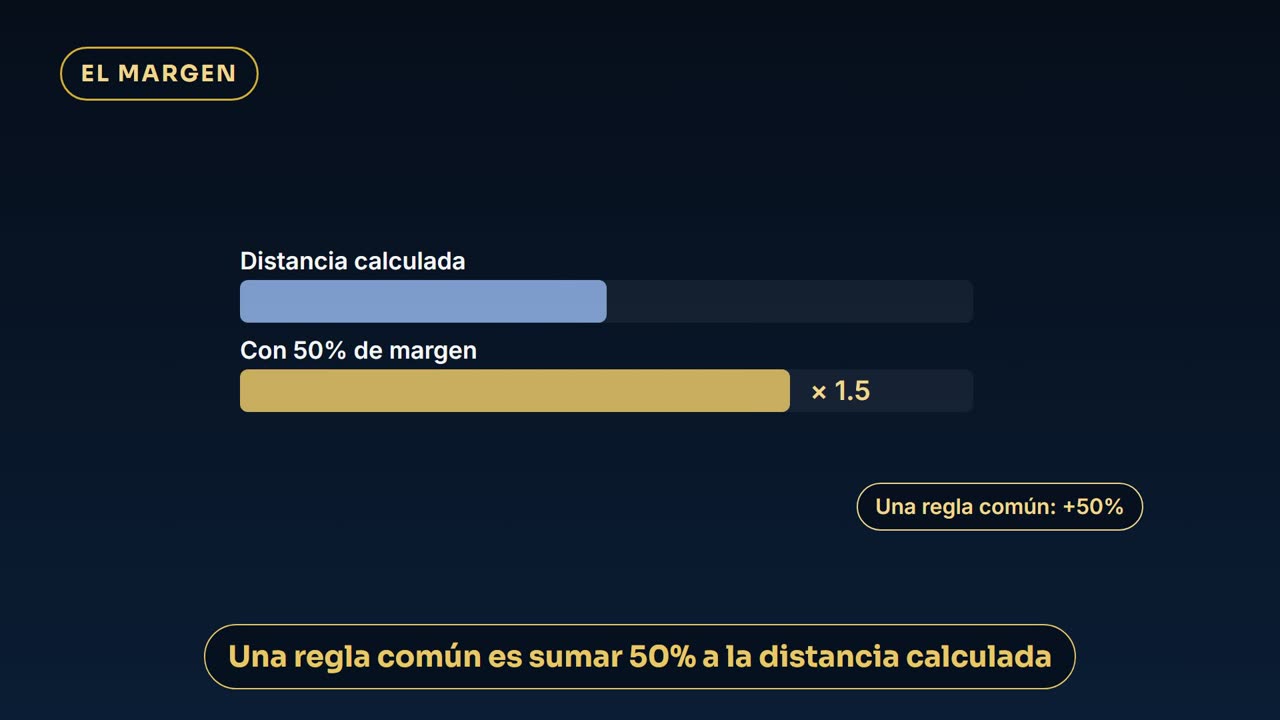 EL MARGEN
Distancia calculada
Con 50% de margen
× 1.5
Una regla común: +50%
Una regla común es sumar 50% a la distancia calculada